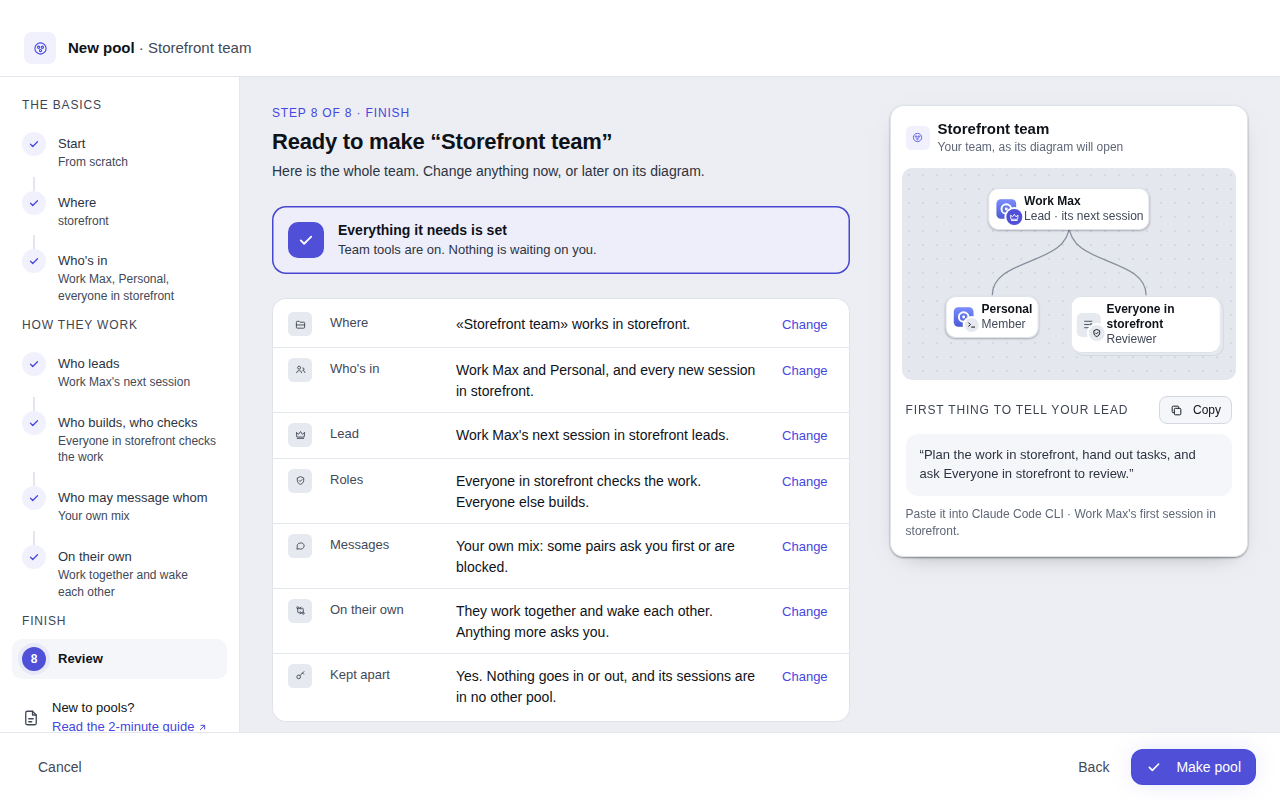 New pool · Storefront team
THE BASICS
Start
From scratch
Where
storefront
Who's in
Work Max, Personal,
everyone in storefront
HOW THEY WORK
Who leads
Work Max's next session
Who builds, who checks
Everyone in storefront checks
the work
Who may message whom
Your own mix
On their own
Work together and wake
each other
FINISH
8 Review
New to pools?
Read the 2-minute guide
STEP 8 OF 8 · FINISH
Ready to make “Storefront team”
Here is the whole team. Change anything now, or later on its diagram.
Everything it needs is set
Team tools are on. Nothing is waiting on you.
Where «Storefront team» works in storefront. Change
Who's in Work Max and Personal, and every new session Change
in storefront.
Lead Work Max's next session in storefront leads. Change
Roles Everyone in storefront checks the work. Change
Everyone else builds.
Messages Your own mix: some pairs ask you first or are Change
blocked.
On their own They work together and wake each other. Change
Anything more asks you.
Kept apart Yes. Nothing goes in or out, and its sessions are Change
in no other pool.
Storefront team
Your team, as its diagram will open
Work Max
Lead · its next session
Personal
Member
Everyone in
storefront
Reviewer
FIRST THING TO TELL YOUR LEAD Copy
“Plan the work in storefront, hand out tasks, and
ask Everyone in storefront to review.”
Paste it into Claude Code CLI · Work Max's first session in
storefront.
Cancel Back Make pool